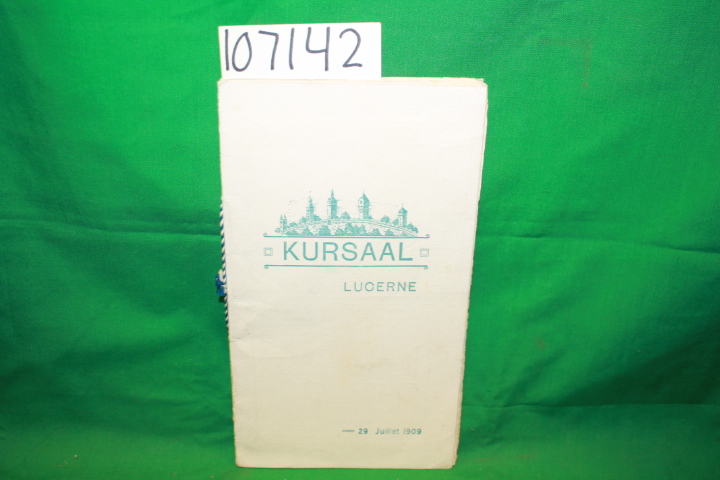 107142
KURSAAL
LUCERNE
— 29 Juillet 1909